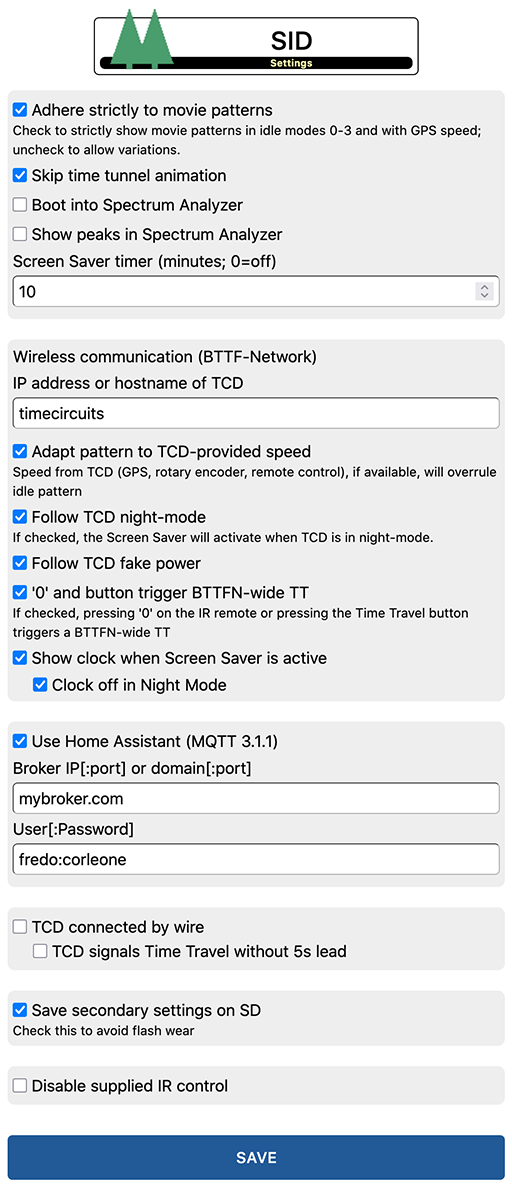 SID
Settings
Adhere strictly to movie patterns
Check to strictly show movie patterns in idle modes 0-3 and with GPS speed;
uncheck to allow variations.
Skip time tunnel animation
Boot into Spectrum Analyzer
Show peaks in Spectrum Analyzer
Screen Saver timer (minutes; 0=off)
10
Wireless communication (BTTF-Network)
IP address or hostname of TCD
timecircuits
Adapt pattern to TCD-provided speed
Speed from TCD (GPS, rotary encoder, remote control), if available, will overrule
idle pattern
Follow TCD night-mode
If checked, the Screen Saver will activate when TCD is in night-mode.
Follow TCD fake power
'0' and button trigger BTTFN-wide TT
If checked, pressing '0' on the IR remote or pressing the Time Travel button
triggers a BTTFN-wide TT
Show clock when Screen Saver is active
Clock off in Night Mode
Use Home Assistant (MQTT 3.1.1)
Broker IP[:port] or domain[:port]
mybroker.com
User[:Password]
fredo:corleone
TCD connected by wire
TCD signals Time Travel without 5s lead
Save secondary settings on SD
Check this to avoid flash wear
Disable supplied IR control
SAVE